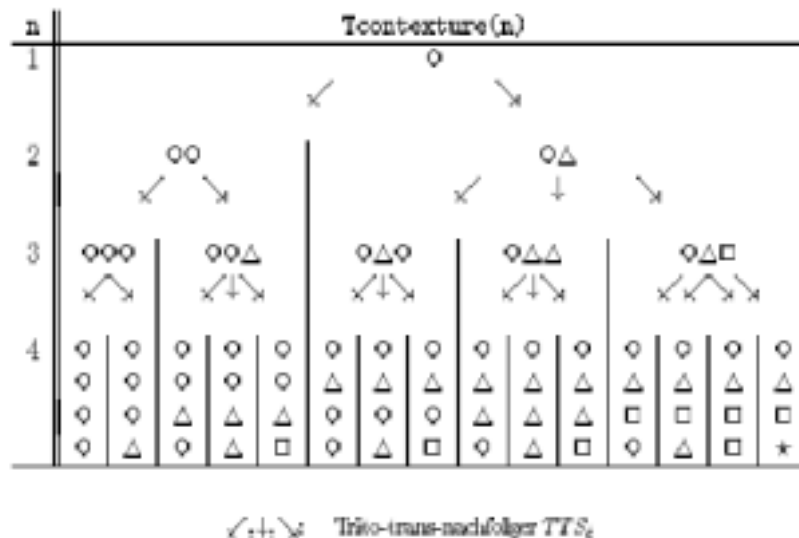 n Tcontexture(n)
1 ○
2 ○○ ○△
3 ○○○ ○○△ ○△○ ○△△ ○△□
4 ○ ○ ○ ○ ○ ○ ○ ○ ○ ○ ○ ○ ○ ○ ○
○ ○ ○ ○ ○ △ △ △ △ △ △ △ △ △ △
○ ○ △ △ △ ○ ○ ○ △ △ △ □ □ □ □
○ △ ○ △ □ ○ △ □ ○ △ □ ○ △ □ ★
Trito-trans-nachfolger